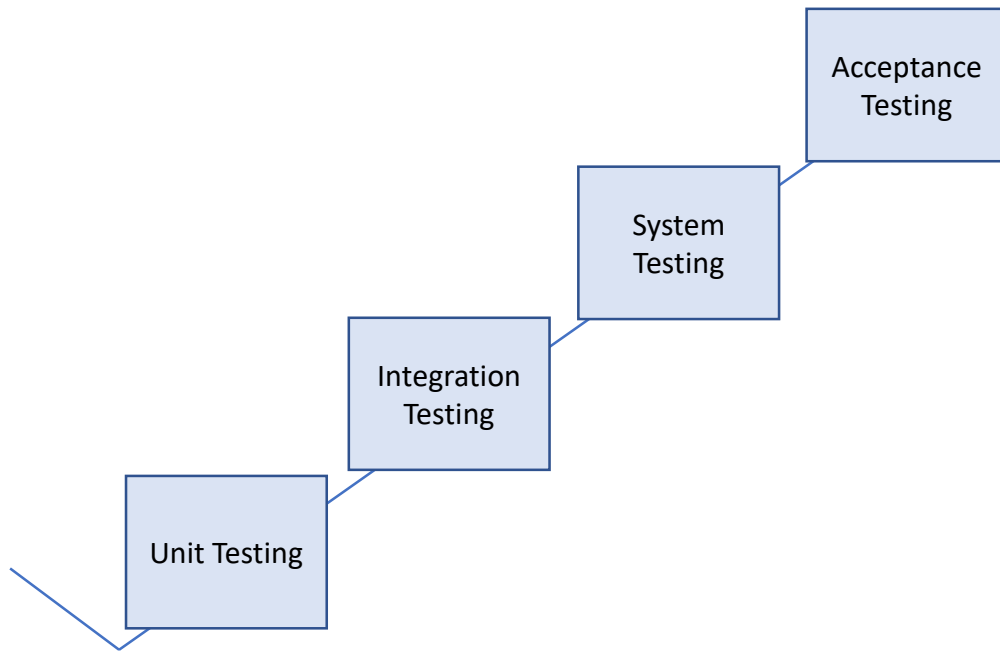 Acceptance
Testing
System
Testing
Integration
Testing
Unit Testing